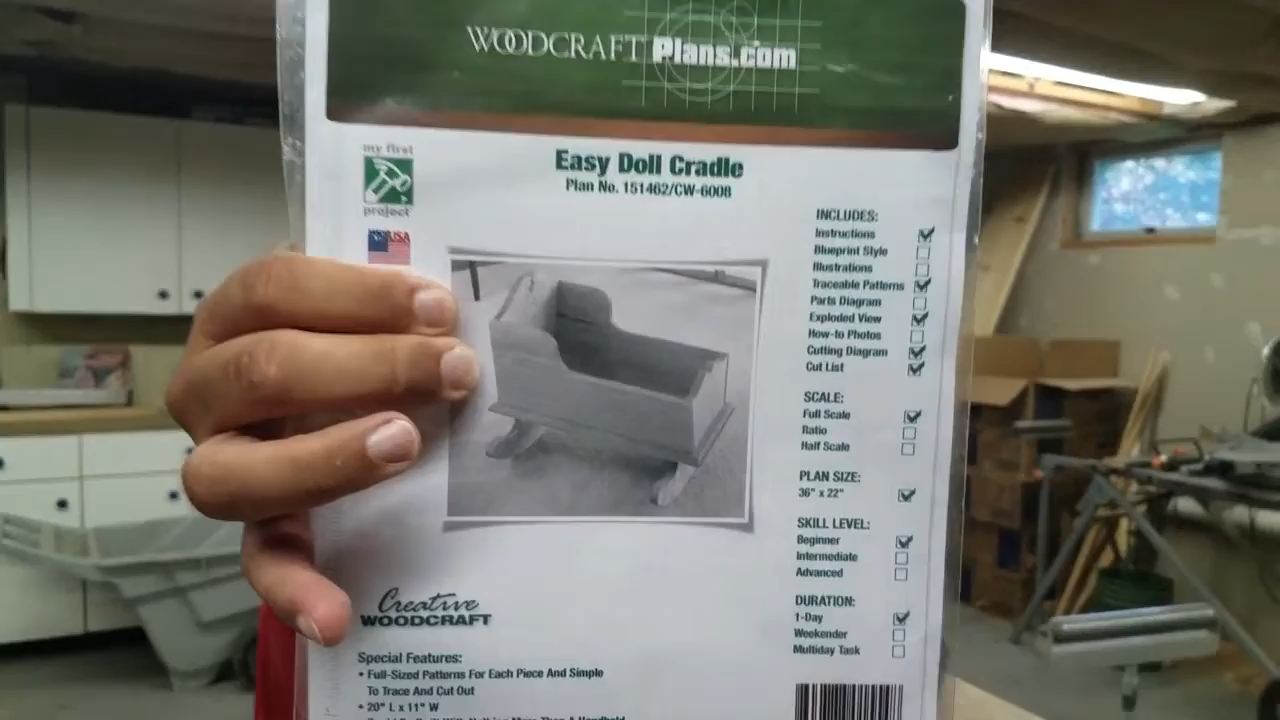 WOODCRAFT Plans.com
my first
project
USA
Easy Doll Cradle
Plan No. 151462/CW-6008
INCLUDES:
Instructions
Blueprint Style
Illustrations
Traceable Patterns
Parts Diagram
Exploded View
How-to Photos
Cutting Diagram
Cut List
SCALE:
Full Scale
Ratio
Half Scale
PLAN SIZE:
36" x 22"
SKILL LEVEL:
Beginner
Intermediate
Advanced
DURATION:
1-Day
Weekender
Multiday Task
Creative
WOODCRAFT
Special Features:
• Full-Sized Patterns For Each Piece And Simple
To Trace And Cut Out
• 20" L x 11" W